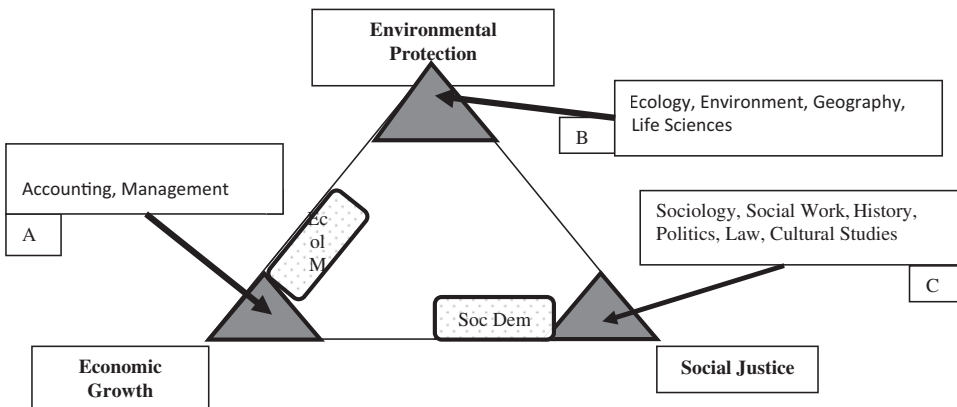 Environmental
Protection
Ecology, Environment, Geography,
Life Sciences
B
Accounting, Management
A
Ec
ol
M
Sociology, Social Work, History,
Politics, Law, Cultural Studies
C
Soc Dem
Economic
Growth
Social Justice